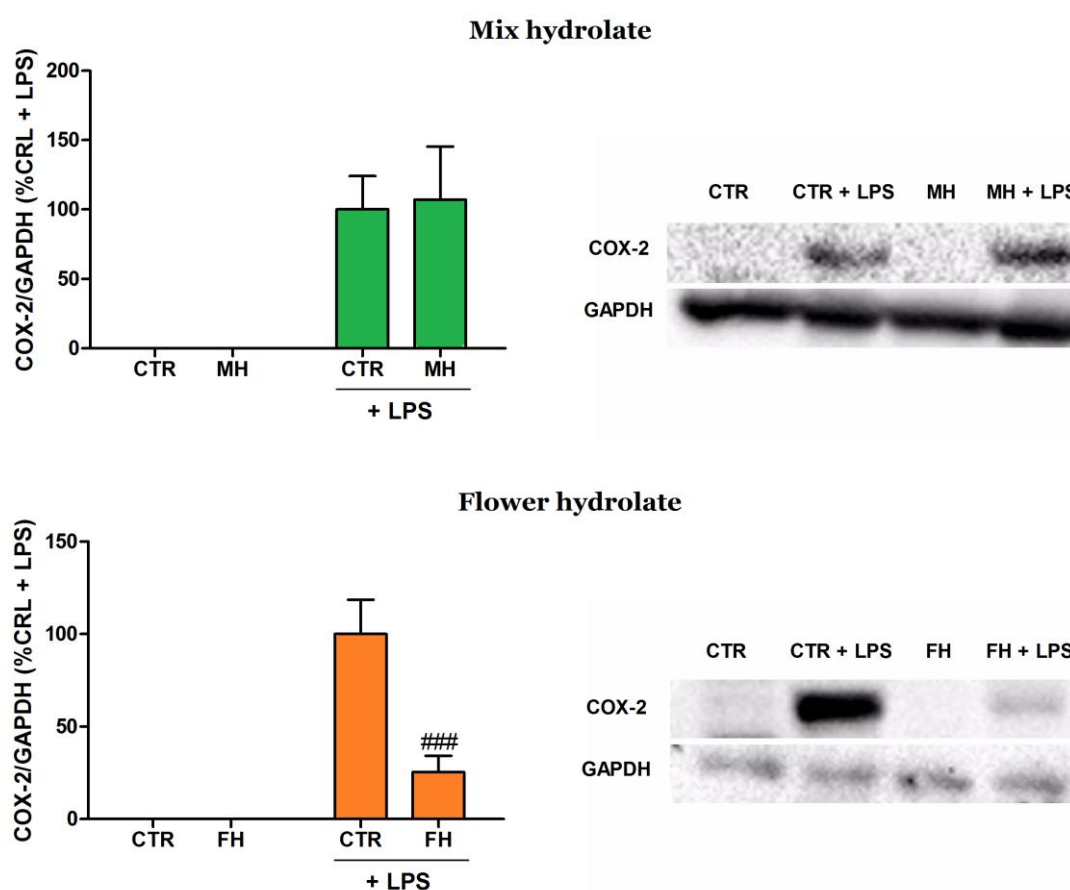 Mix hydrolate
COX-2/GAPDH (%CRL + LPS)
200
150
100
50
0
CTR MH CTR MH
+ LPS
CTR CTR + LPS MH MH + LPS
COX-2
GAPDH
Flower hydrolate
COX-2/GAPDH (%CRL + LPS)
150
100
50
0
###
CTR FH CTR FH
+ LPS
CTR CTR + LPS FH FH + LPS
COX-2
GAPDH